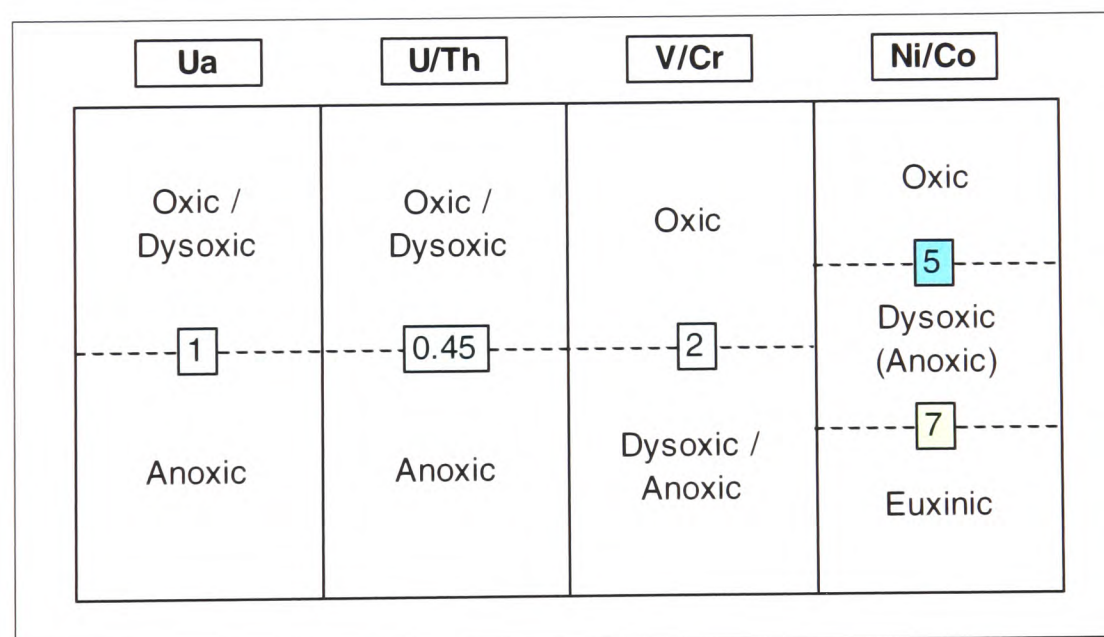 Ua
U/Th
V/Cr
Ni/Co
Oxic /
Dysoxic
1
Anoxic
Oxic /
Dysoxic
0.45
Anoxic
Oxic
2
Dysoxic /
Anoxic
Oxic
5
Dysoxic
(Anoxic)
7
Euxinic